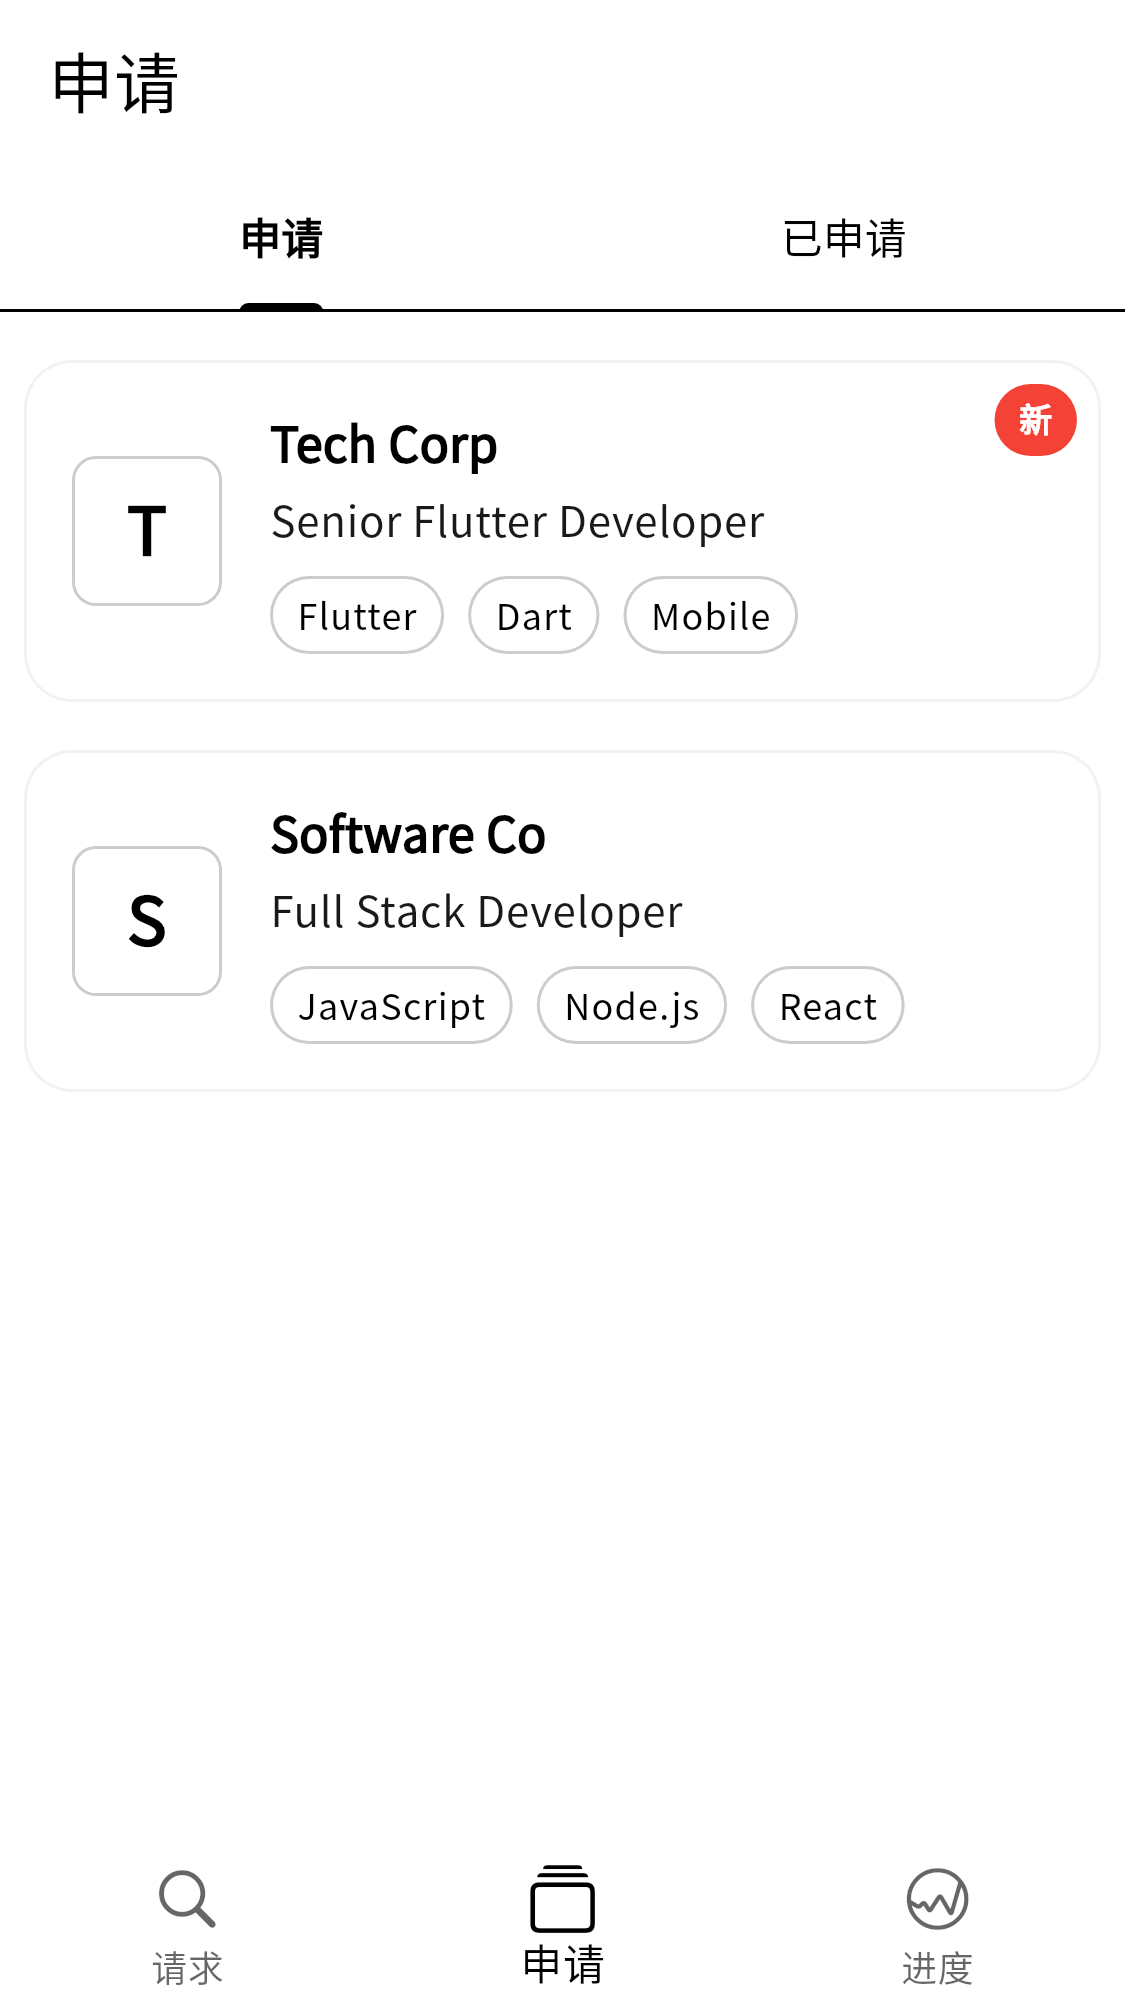 申请
申请
已申请
新
T
Tech Corp
Senior Flutter Developer
Flutter
Dart
Mobile
S
Software Co
Full Stack Developer
JavaScript
Node.js
React
请求
申请
进度